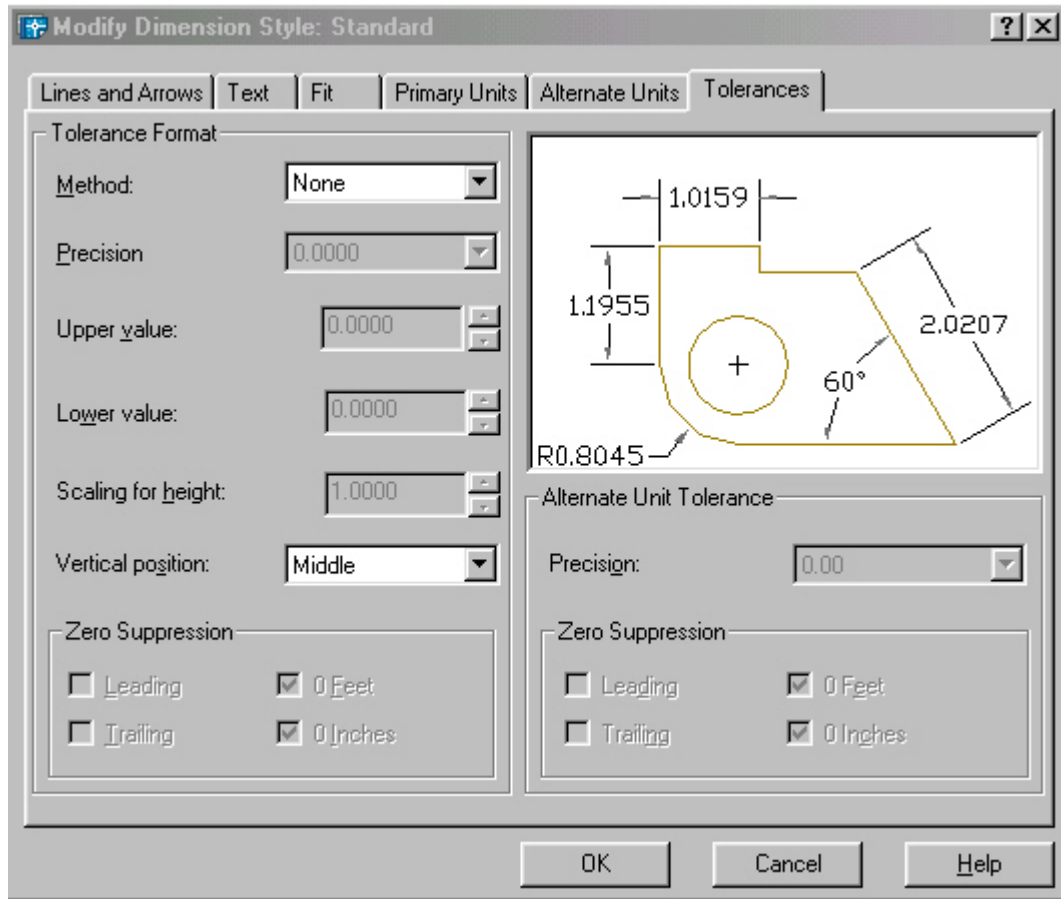 Modify Dimension Style: Standard
Lines and Arrows Text Fit Primary Units Alternate Units Tolerances
Tolerance Format
Method: None
Precision 0.0000
Upper value: 0.0000
Lower value: 0.0000
Scaling for height: 1.0000
Vertical position: Middle
Zero Suppression
Leading 0 Feet
Trailing 0 Inches
1.0159
1.1955
2.0207
60°
R0.8045
Alternate Unit Tolerance
Precision: 0.00
Zero Suppression
Leading 0 Feet
Trailing 0 Inches
OK Cancel Help